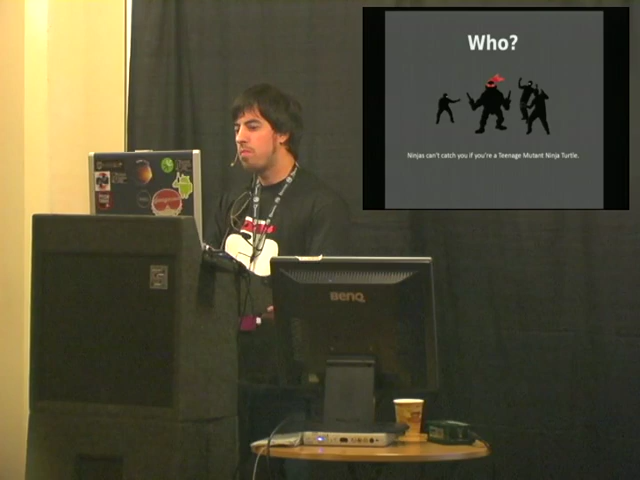 Who?
Ninjas can't catch you if you're a Teenage Mutant Ninja Turtle.
BenQ